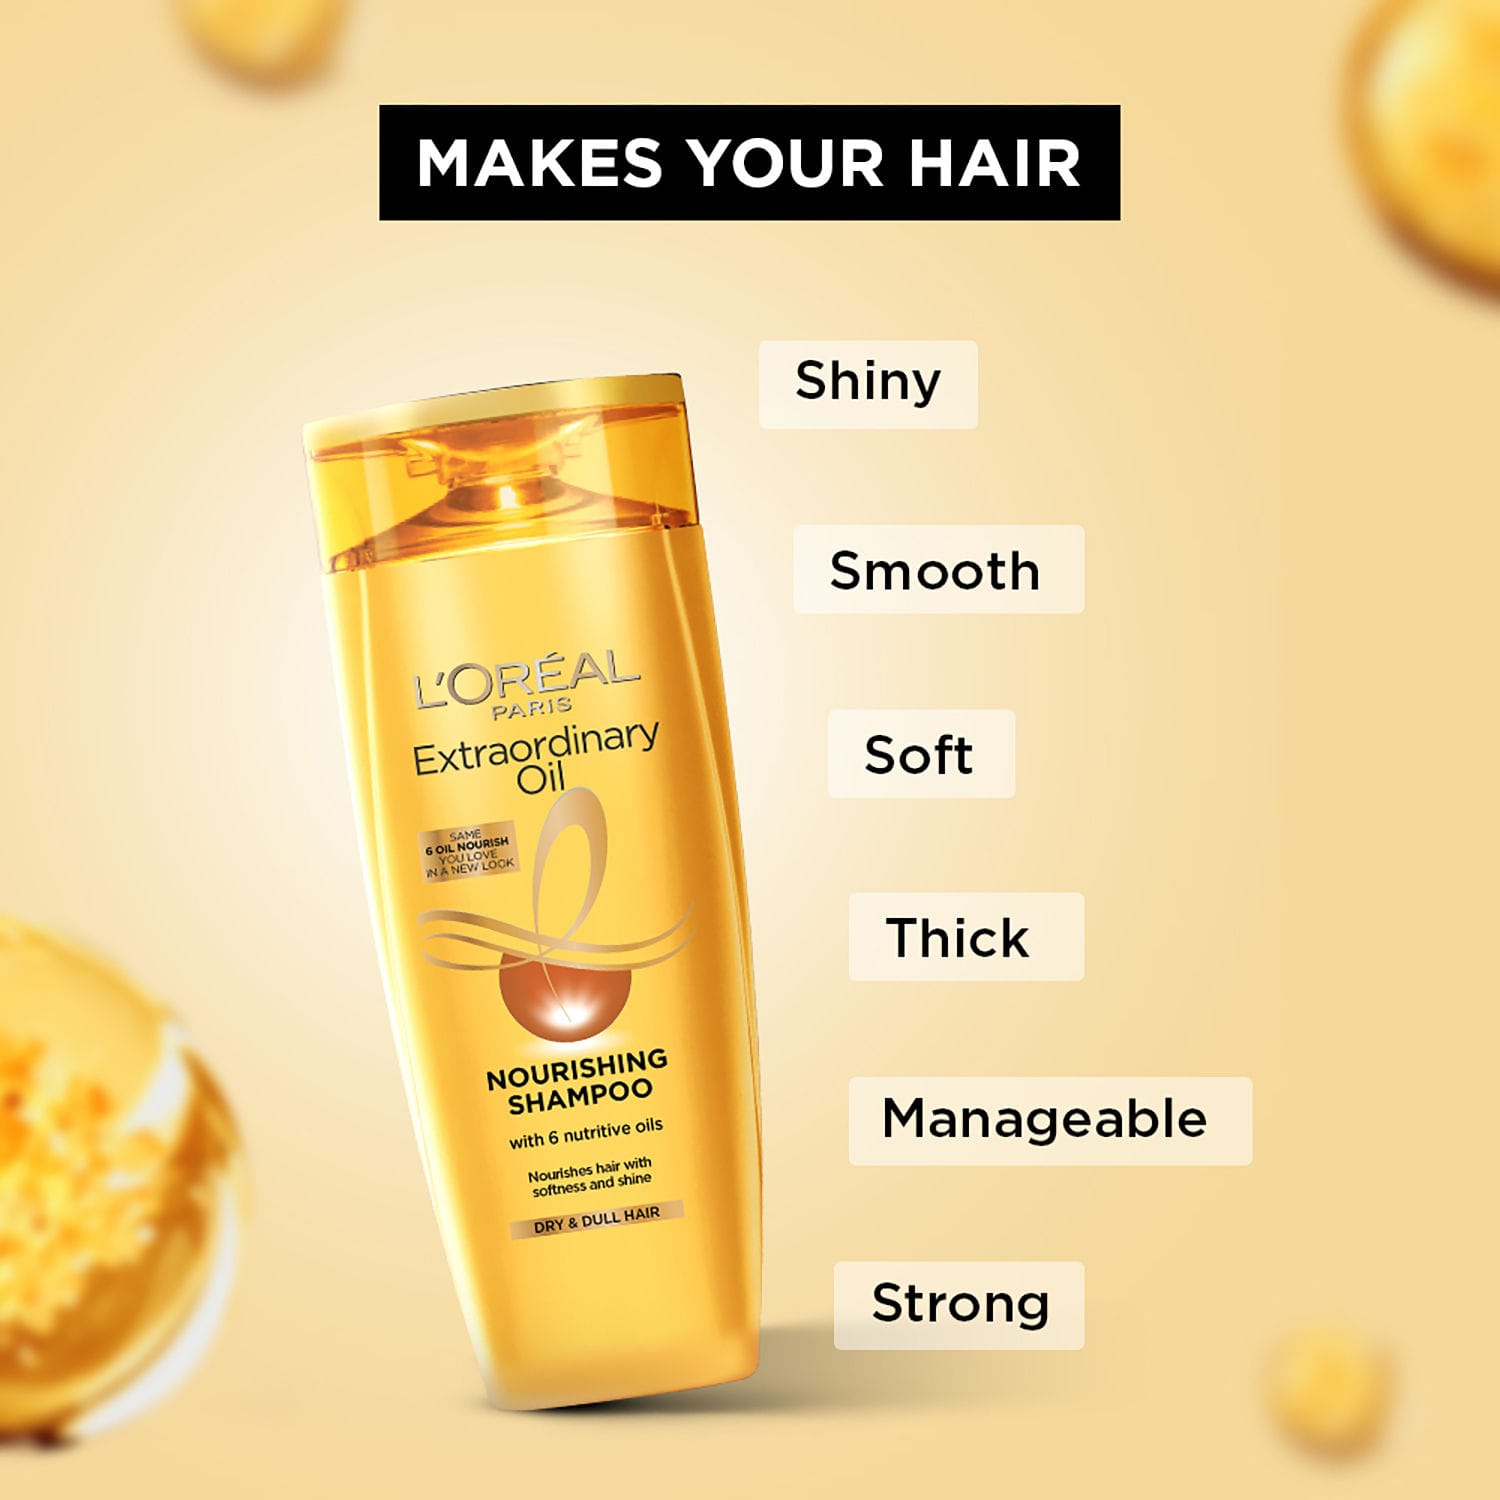 MAKES YOUR HAIR
Shiny
Smooth
Soft
Thick
Manageable
Strong
L'ORÉAL
PARIS
Extraordinary
Oil
SAME
6 OIL NOURISH
YOU LOVE
IN A NEW LOOK
NOURISHING
SHAMPOO
with 6 nutritive oils
Nourishes hair with
softness and shine
DRY & DULL HAIR